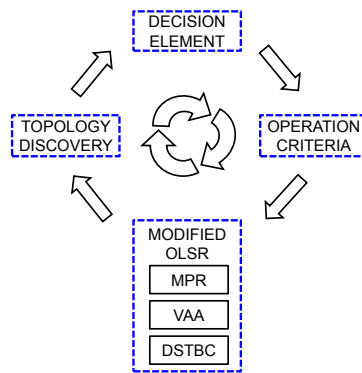 DECISION
ELEMENT
TOPOLOGY
DISCOVERY
OPERATION
CRITERIA
MODIFIED
OLSR
MPR
VAA
DSTBC